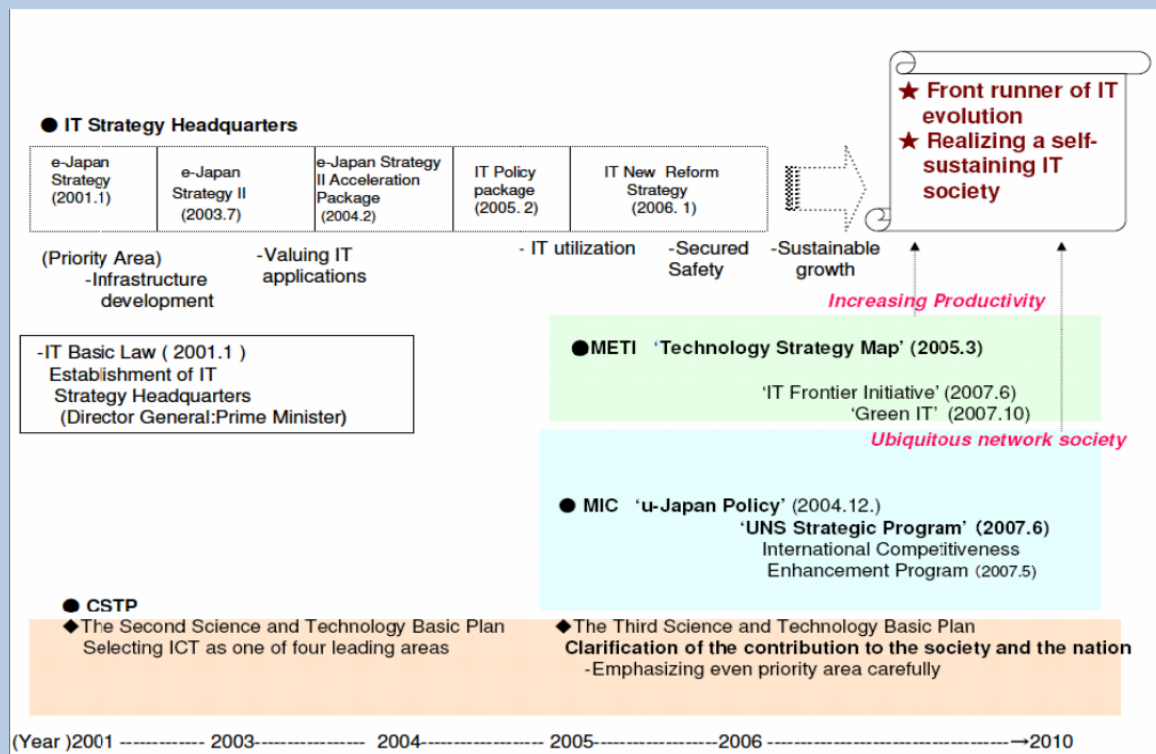 ★ Front runner of IT
evolution
★ Realizing a self-
sustaining IT
society
● IT Strategy Headquarters
e-Japan
Strategy
(2001.1)
e-Japan
Strategy II
(2003.7)
e-Japan Strategy
II Acceleration
Package
(2004.2)
IT Policy
package
(2005. 2)
IT New Reform
Strategy
(2006. 1)
(Priority Area)
-Infrastructure
development
-Valuing IT
applications
- IT utilization
-Secured
Safety
-Sustainable
growth
Increasing Productivity
-IT Basic Law ( 2001.1 )
Establishment of IT
Strategy Headquarters
(Director General:Prime Minister)
●METI ‘Technology Strategy Map’ (2005.3)
‘IT Frontier Initiative’ (2007.6)
‘Green IT’ (2007.10)
Ubiquitous network society
● MIC ‘u-Japan Policy’ (2004.12.)
‘UNS Strategic Program’ (2007.6)
International Competitiveness
Enhancement Program (2007.5)
● CSTP
◆The Second Science and Technology Basic Plan
Selecting ICT as one of four leading areas
◆The Third Science and Technology Basic Plan
Clarification of the contribution to the society and the nation
-Emphasizing even priority area carefully
(Year )2001 ------------ 2003---------------- 2004------------------ 2005------------------2006 -----------------------------------→2010